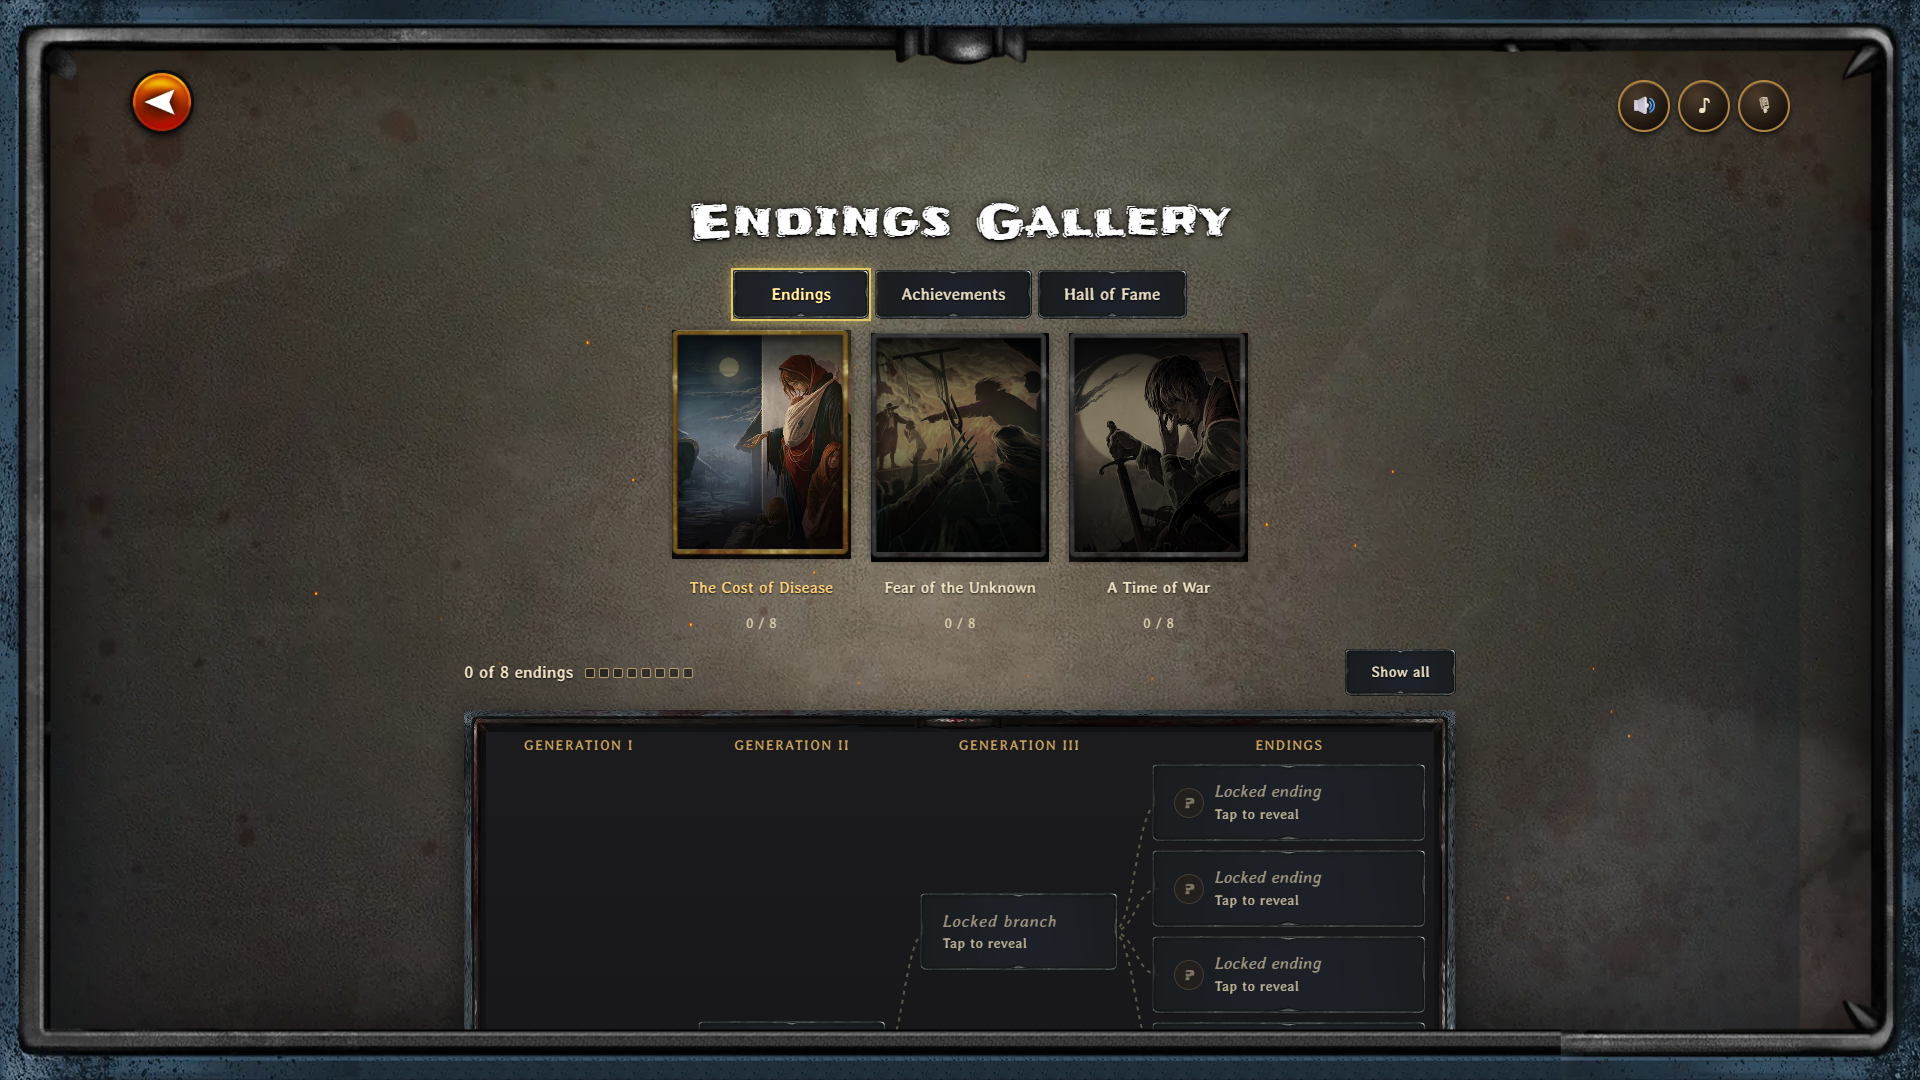 Endings Gallery
Endings
Achievements
Hall of Fame
The Cost of Disease
Fear of the Unknown
A Time of War
0 / 8
0 / 8
0 / 8
0 of 8 endings
Show all
GENERATION I
GENERATION II
GENERATION III
ENDINGS
?
Locked ending
Tap to reveal
?
Locked ending
Tap to reveal
Locked branch
Tap to reveal
?
Locked ending
Tap to reveal